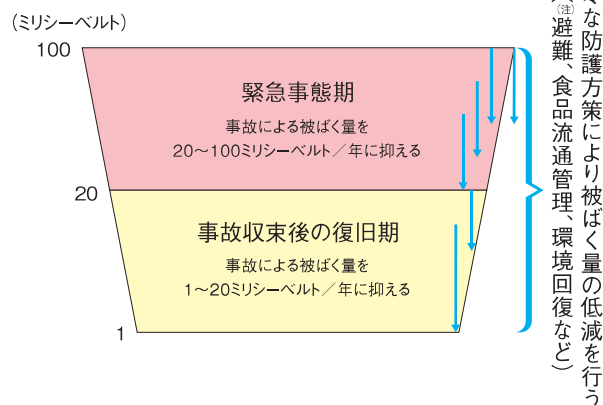 (ミリシーベルト)
100
緊急事態期
事故による被ばく量を
20〜100ミリシーベルト／年に抑える
20
事故収束後の復旧期
事故による被ばく量を
1〜20ミリシーベルト／年に抑える
1
な防護方策により被ばく量の低減を行う
(注)
避難、食品流通管理、環境回復など）